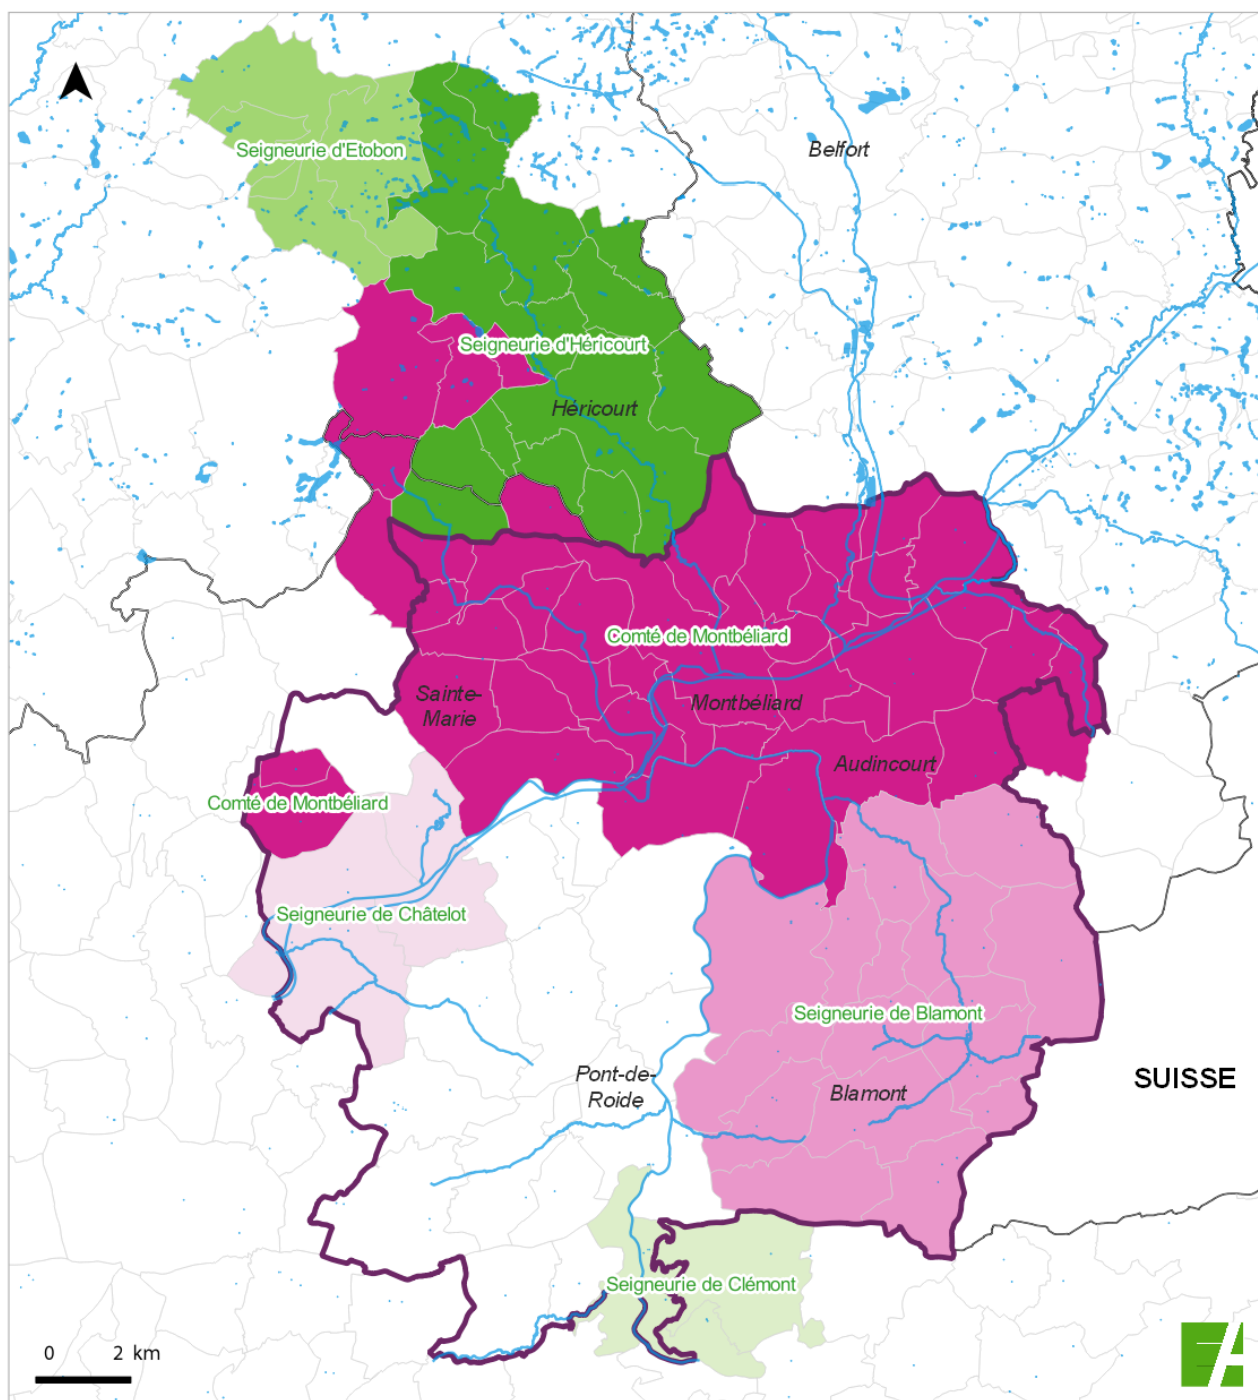 Belfort
Seigneurie d'Etobon
Seigneurie d'Héricourt
Héricourt
Comté de Montbéliard
Sainte-
Marie
Montbéliard
Audincourt
Comté de Montbéliard
Seigneurie de Châtelot
Seigneurie de Blamont
Pont-de-
Roide
Blamont
SUISSE
Seigneurie de Clémont
0 2 km